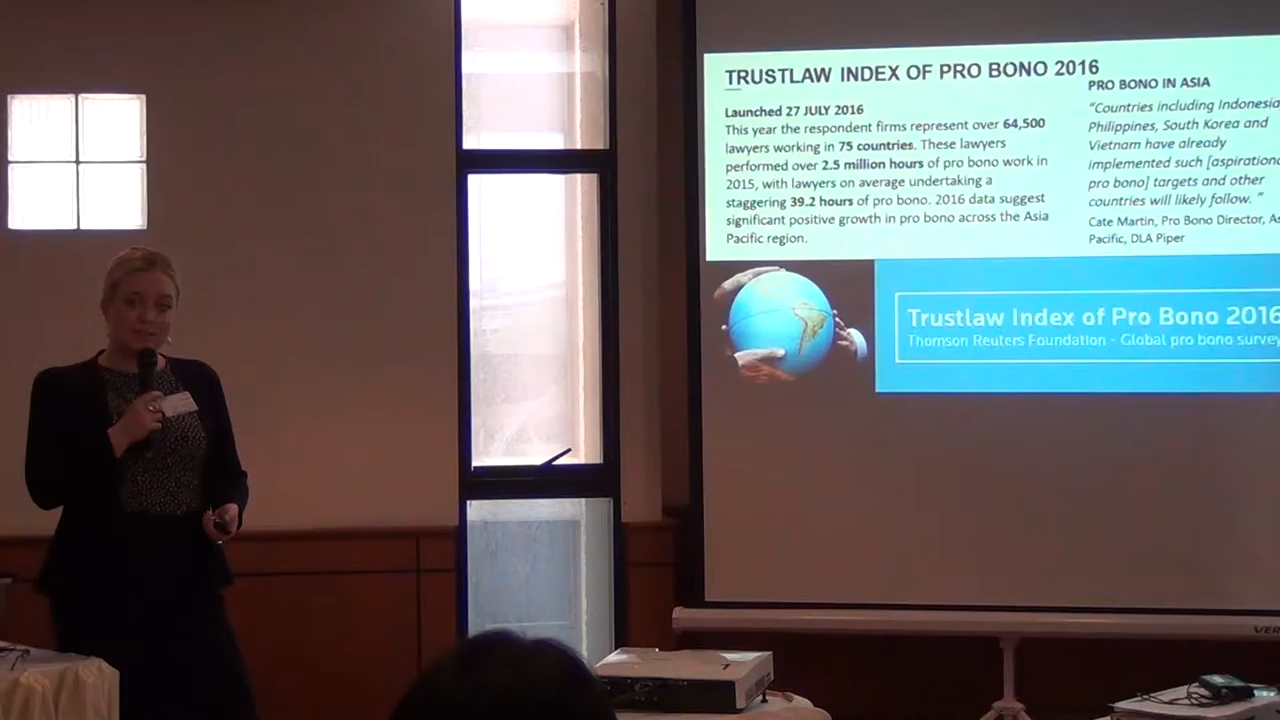 TRUSTLAW INDEX OF PRO BONO 2016
Launched 27 JULY 2016
This year the respondent firms represent over 64,500
lawyers working in 75 countries. These lawyers
performed over 2.5 million hours of pro bono work in
2015, with lawyers on average undertaking a
staggering 39.2 hours of pro bono. 2016 data suggest
significant positive growth in pro bono across the Asia
Pacific region.
PRO BONO IN ASIA
"Countries including Indonesia
Philippines, South Korea and
Vietnam have already
implemented such [aspirationa
pro bono] targets and other
countries will likely follow. "
Cate Martin, Pro Bono Director, As
Pacific, DLA Piper
Trustlaw Index of Pro Bono 2016
Thomson Reuters Foundation - Global pro bono survey